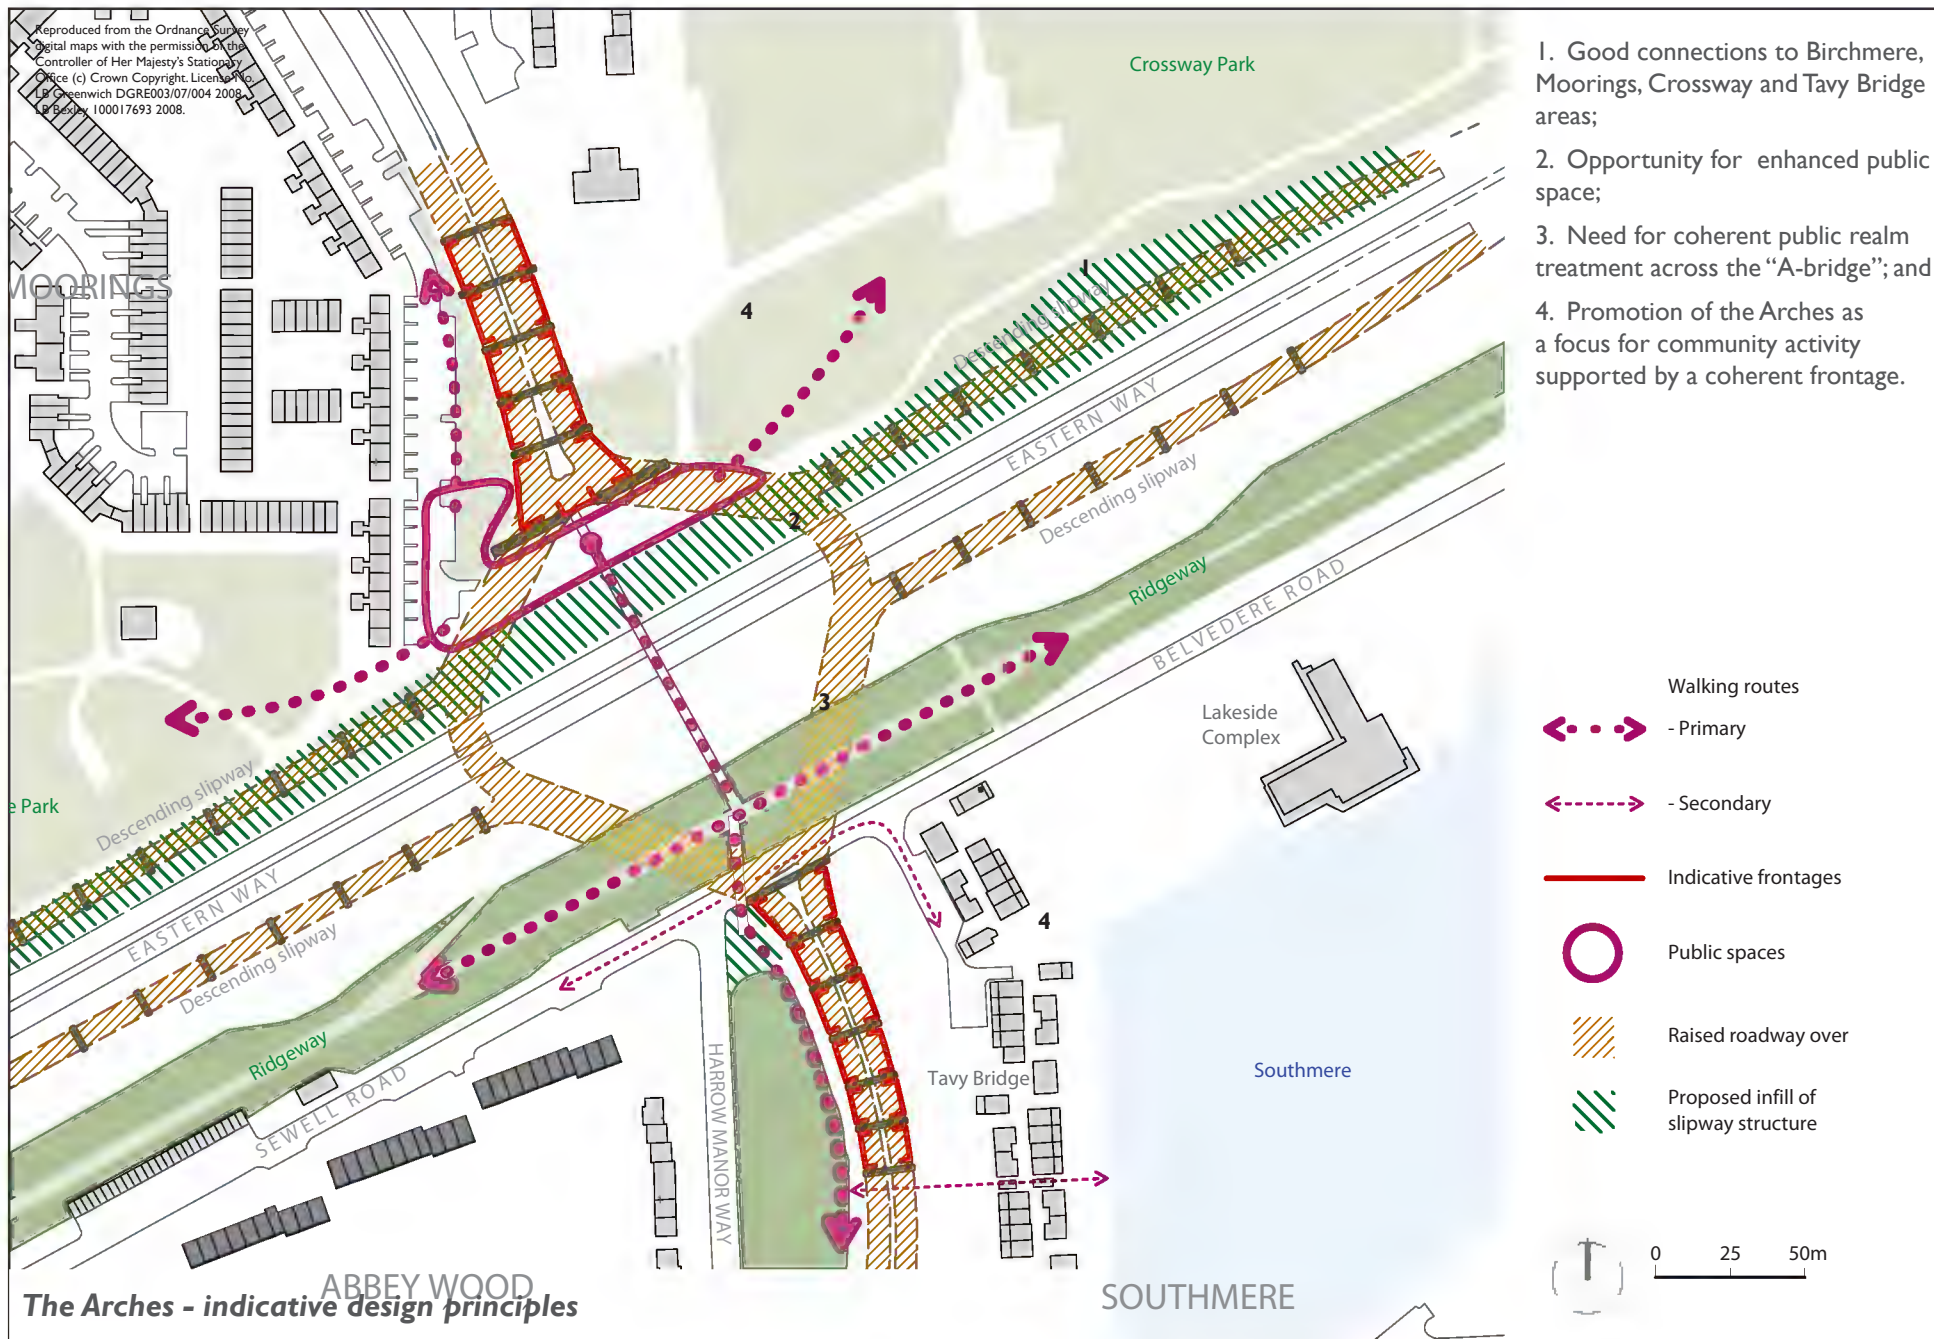 Reproduced from the Ordnance Survey
digital maps with the permission of the
Controller of Her Majesty's Stationary
Office (c) Crown Copyright. License No.
LB Greenwich DGRE003/07/004 2008
LB Bexley 100017693 2008.
Crossway Park
1. Good connections to Birchmere,
Moorings, Crossway and Tavy Bridge
areas;
2. Opportunity for enhanced public
space;
3. Need for coherent public realm
treatment across the “A-bridge”; and
4. Promotion of the Arches as
a focus for community activity
supported by a coherent frontage.
MOORINGS
1
4
Descending slipway
EASTERN WAY
2
Descending slipway
Ridgeway
BELVEDERE ROAD
3
Lakeside
Complex
e Park
Descending slipway
EASTERN WAY
Descending slipway
4
Ridgeway
SEWELL ROAD
HARROW MANOR WAY
Tavy Bridge
Southmere
Walking routes
- Primary
- Secondary
Indicative frontages
Public spaces
Raised roadway over
Proposed infill of
slipway structure
0 25 50m
ABBEY WOOD
SOUTHMERE
The Arches - indicative design principles